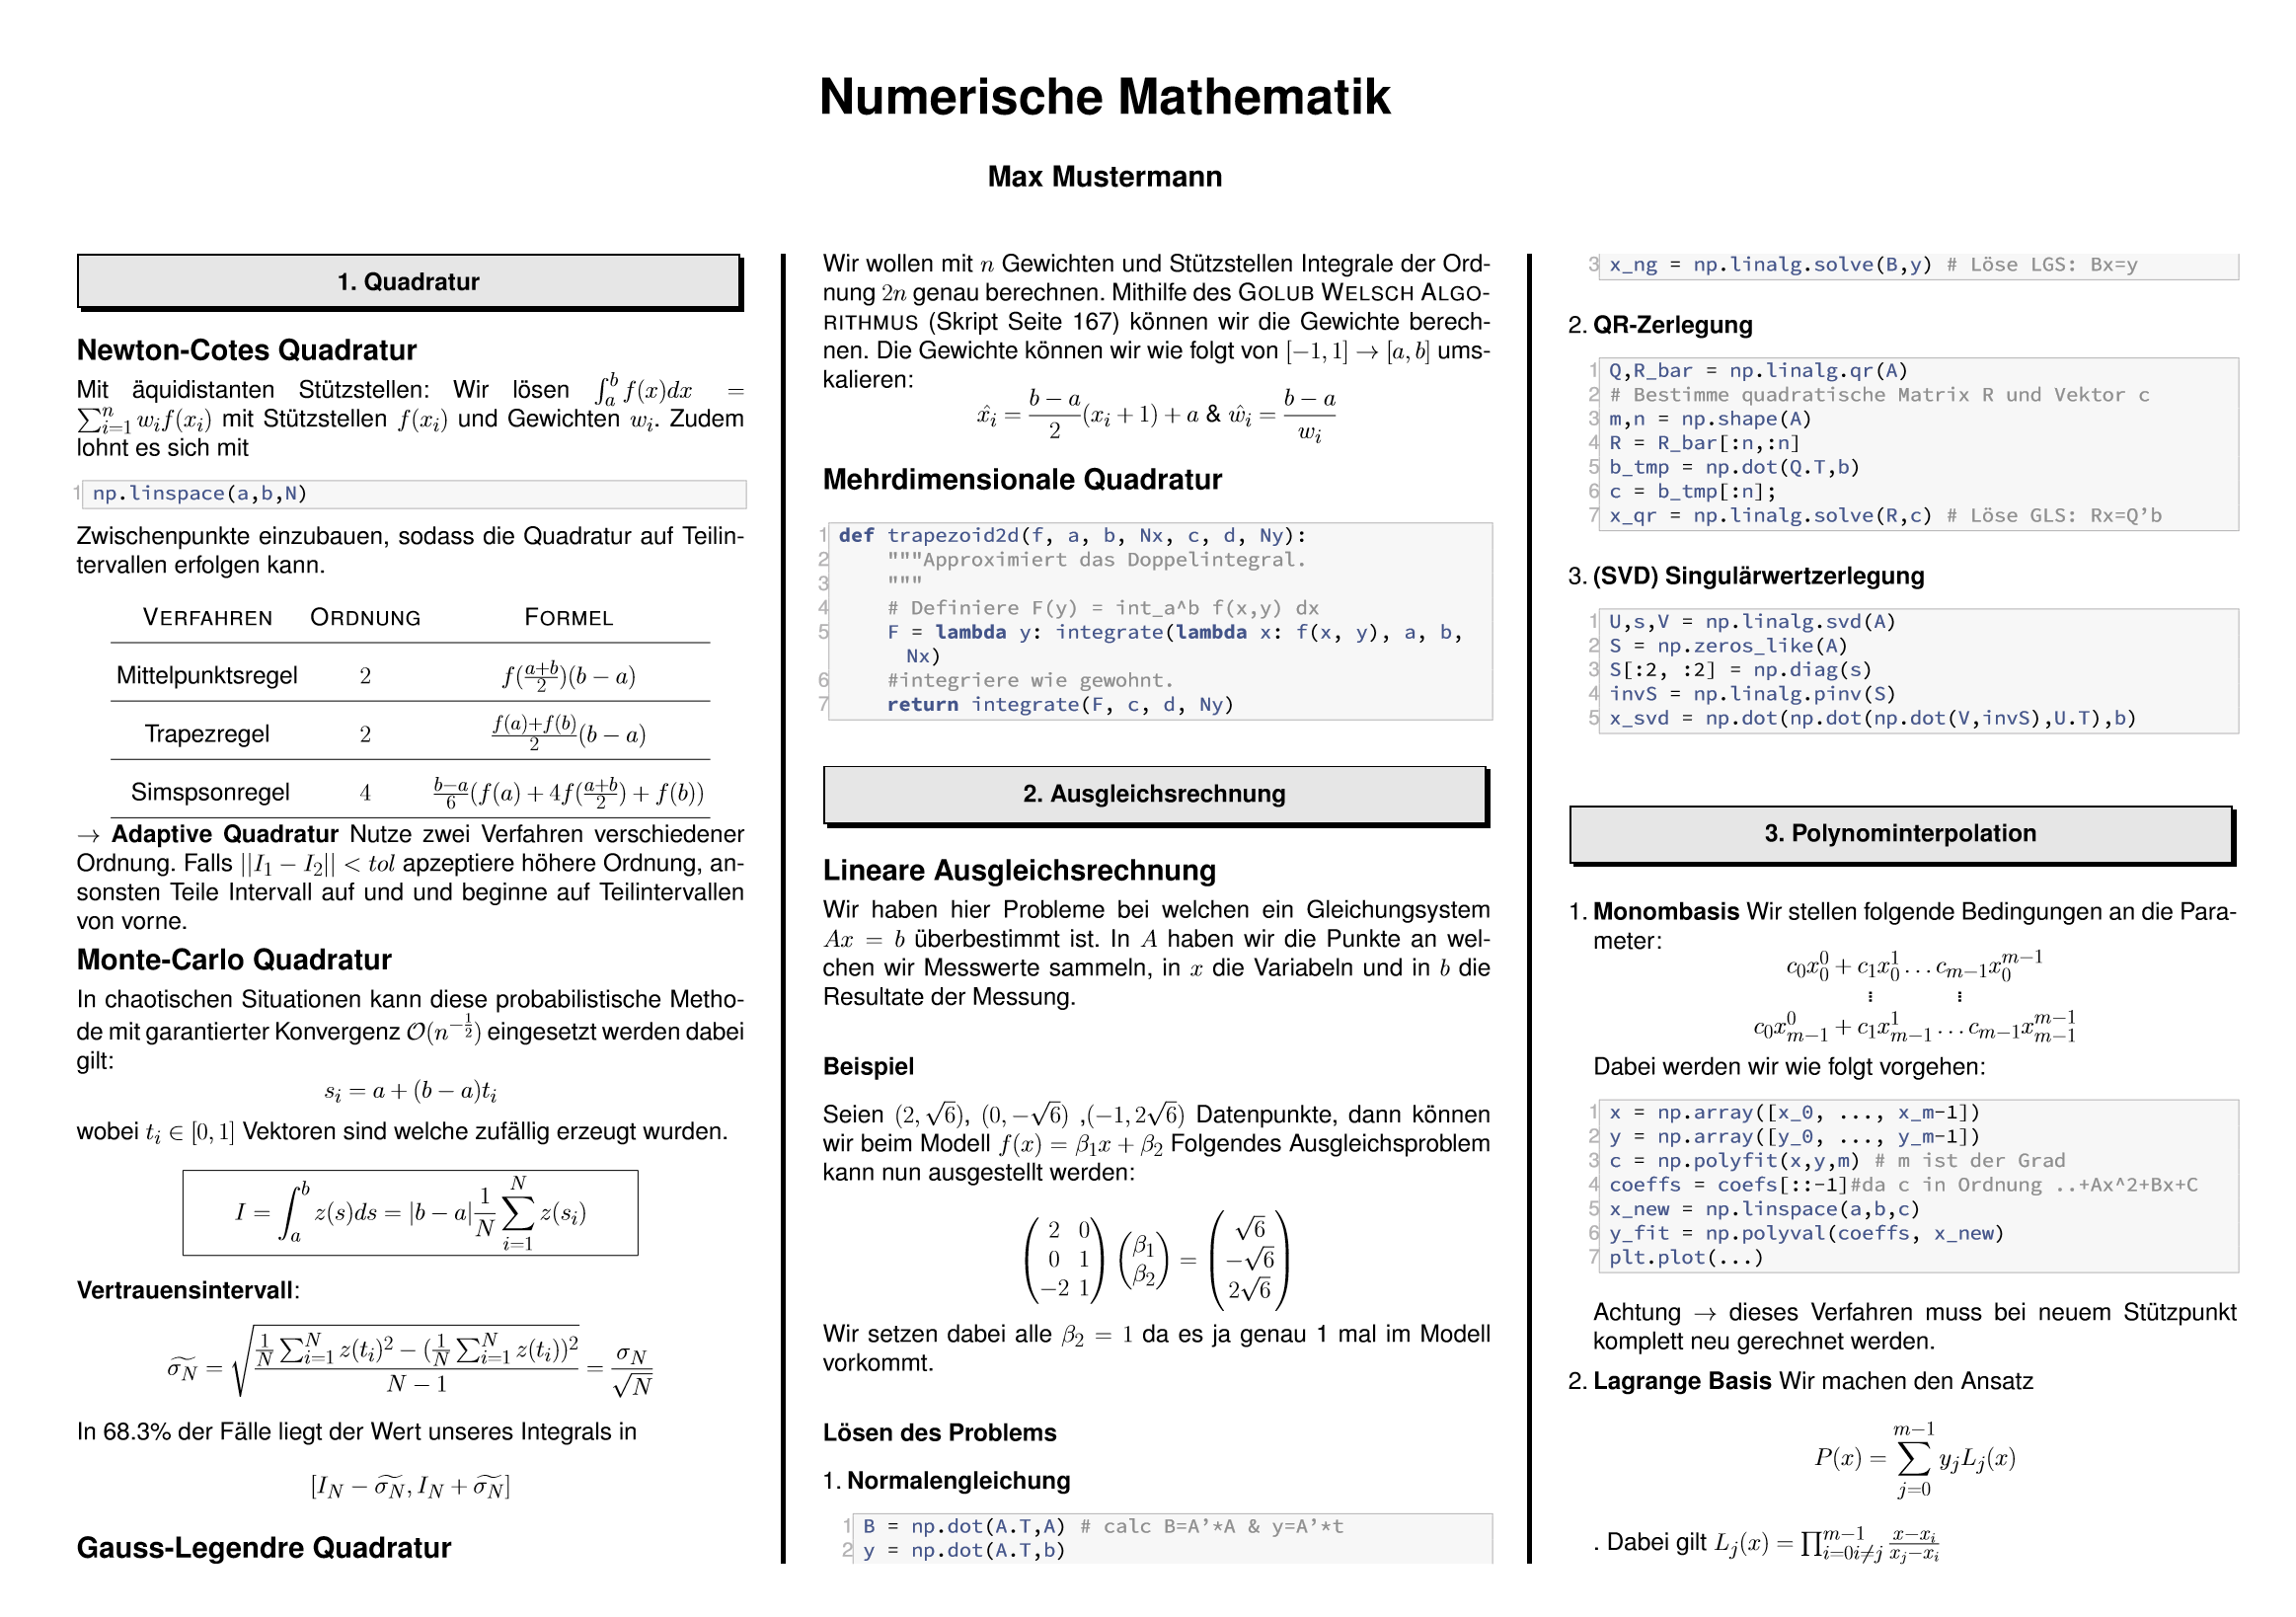 Numerische Mathematik
Max Mustermann
1. Quadratur
Newton-Cotes Quadratur
Mit äquidistanten Stützstellen: Wir lösen $\int_a^b f(x)dx =$
$\sum_{i=1}^n w_i f(x_i)$ mit Stützstellen $f(x_i)$ und Gewichten $w_i$. Zudem
lohnt es sich mit
1 np.linspace(a,b,N)
Zwischenpunkte einzubauen, sodass die Quadratur auf Teilin-
tervallen erfolgen kann.
VERFAHREN ORDNUNG FORMEL
Mittelpunktsregel 2 $f(\frac{a+b}{2})(b-a)$
Trapezregel 2 $\frac{f(a)+f(b)}{2}(b-a)$
Simspsonregel 4 $\frac{b-a}{6}(f(a)+4f(\frac{a+b}{2})+f(b))$
→ Adaptive Quadratur Nutze zwei Verfahren verschiedener
Ordnung. Falls $||I_1 - I_2|| < tol$ apzeptiere höhere Ordnung, an-
sonsten Teile Intervall auf und und beginne auf Teilintervallen
von vorne.
Monte-Carlo Quadratur
In chaotischen Situationen kann diese probabilistische Metho-
de mit garantierter Konvergenz $\mathcal{O}(n^{-\frac{1}{2}})$ eingesetzt werden dabei
gilt:
$s_i = a + (b-a)t_i$
wobei $t_i \in [0,1]$ Vektoren sind welche zufällig erzeugt wurden.
$I = \int_a^b z(s)ds = |b-a|\frac{1}{N}\sum_{i=1}^N z(s_i)$
Vertrauensintervall:
$\widetilde{\sigma_N} = \sqrt{\frac{\frac{1}{N}\sum_{i=1}^N z(t_i)^2 - (\frac{1}{N}\sum_{i=1}^N z(t_i))^2}{N-1}} = \frac{\sigma_N}{\sqrt{N}}$
In 68.3% der Fälle liegt der Wert unseres Integrals in
$[I_N - \widetilde{\sigma_N}, I_N + \widetilde{\sigma_N}]$
Gauss-Legendre Quadratur
Wir wollen mit $n$ Gewichten und Stützstellen Integrale der Ord-
nung $2n$ genau berechnen. Mithilfe des GOLUB WELSCH ALGO-
RITHMUS (Skript Seite 167) können wir die Gewichte berech-
nen. Die Gewichte können wir wie folgt von $[-1,1] \to [a,b]$ ums-
kalieren:
$\hat{x_i} = \frac{b-a}{2}(x_i+1)+a$ & $\hat{w_i} = \frac{b-a}{w_i}$
Mehrdimensionale Quadratur
1 def trapezoid2d(f, a, b, Nx, c, d, Ny):
2     """Approximiert das Doppelintegral.
3     """
4     # Definiere F(y) = int_a^b f(x,y) dx
5     F = lambda y: integrate(lambda x: f(x, y), a, b,
Nx)
6     #integriere wie gewohnt.
7     return integrate(F, c, d, Ny)
2. Ausgleichsrechnung
Lineare Ausgleichsrechnung
Wir haben hier Probleme bei welchen ein Gleichungsystem
$Ax = b$ überbestimmt ist. In $A$ haben wir die Punkte an wel-
chen wir Messwerte sammeln, in $x$ die Variabeln und in $b$ die
Resultate der Messung.
Beispiel
Seien $(2,\sqrt{6})$, $(0,-\sqrt{6})$ ,$(-1,2\sqrt{6})$ Datenpunkte, dann können
wir beim Modell $f(x) = \beta_1 x + \beta_2$ Folgendes Ausgleichsproblem
kann nun ausgestellt werden:
$\begin{pmatrix} 2 & 0 \\ 0 & 1 \\ -2 & 1 \end{pmatrix} \begin{pmatrix} \beta_1 \\ \beta_2 \end{pmatrix} = \begin{pmatrix} \sqrt{6} \\ -\sqrt{6} \\ 2\sqrt{6} \end{pmatrix}$
Wir setzen dabei alle $\beta_2 = 1$ da es ja genau 1 mal im Modell
vorkommt.
Lösen des Problems
1. Normalengleichung
1 B = np.dot(A.T,A) # calc B=A'*A & y=A'*t
2 y = np.dot(A.T,b)
3 x_ng = np.linalg.solve(B,y) # Löse LGS: Bx=y
2. QR-Zerlegung
1 Q,R_bar = np.linalg.qr(A)
2 # Bestimme quadratische Matrix R und Vektor c
3 m,n = np.shape(A)
4 R = R_bar[:n,:n]
5 b_tmp = np.dot(Q.T,b)
6 c = b_tmp[:n];
7 x_qr = np.linalg.solve(R,c) # Löse GLS: Rx=Q'b
3. (SVD) Singulärwertzerlegung
1 U,s,V = np.linalg.svd(A)
2 S = np.zeros_like(A)
3 S[:2, :2] = np.diag(s)
4 invS = np.linalg.pinv(S)
5 x_svd = np.dot(np.dot(np.dot(V,invS),U.T),b)
3. Polynominterpolation
1. Monombasis Wir stellen folgende Bedingungen an die Para-
meter:
$c_0 x_0^0 + c_1 x_0^1 \dots c_{m-1} x_0^{m-1}$
⋮ ⋮
$c_0 x_{m-1}^0 + c_1 x_{m-1}^1 \dots c_{m-1} x_{m-1}^{m-1}$
Dabei werden wir wie folgt vorgehen:
1 x = np.array([x_0, ..., x_m-1])
2 y = np.array([y_0, ..., y_m-1])
3 c = np.polyfit(x,y,m) # m ist der Grad
4 coeffs = coefs[::-1]#da c in Ordnung ..+Ax^2+Bx+C
5 x_new = np.linspace(a,b,c)
6 y_fit = np.polyval(coeffs, x_new)
7 plt.plot(...)
Achtung → dieses Verfahren muss bei neuem Stützpunkt
komplett neu gerechnet werden.
2. Lagrange Basis Wir machen den Ansatz
$P(x) = \sum_{j=0}^{m-1} y_j L_j(x)$
. Dabei gilt $L_j(x) = \prod_{i=0 i \neq j}^{m-1} \frac{x-x_i}{x_j-x_i}$